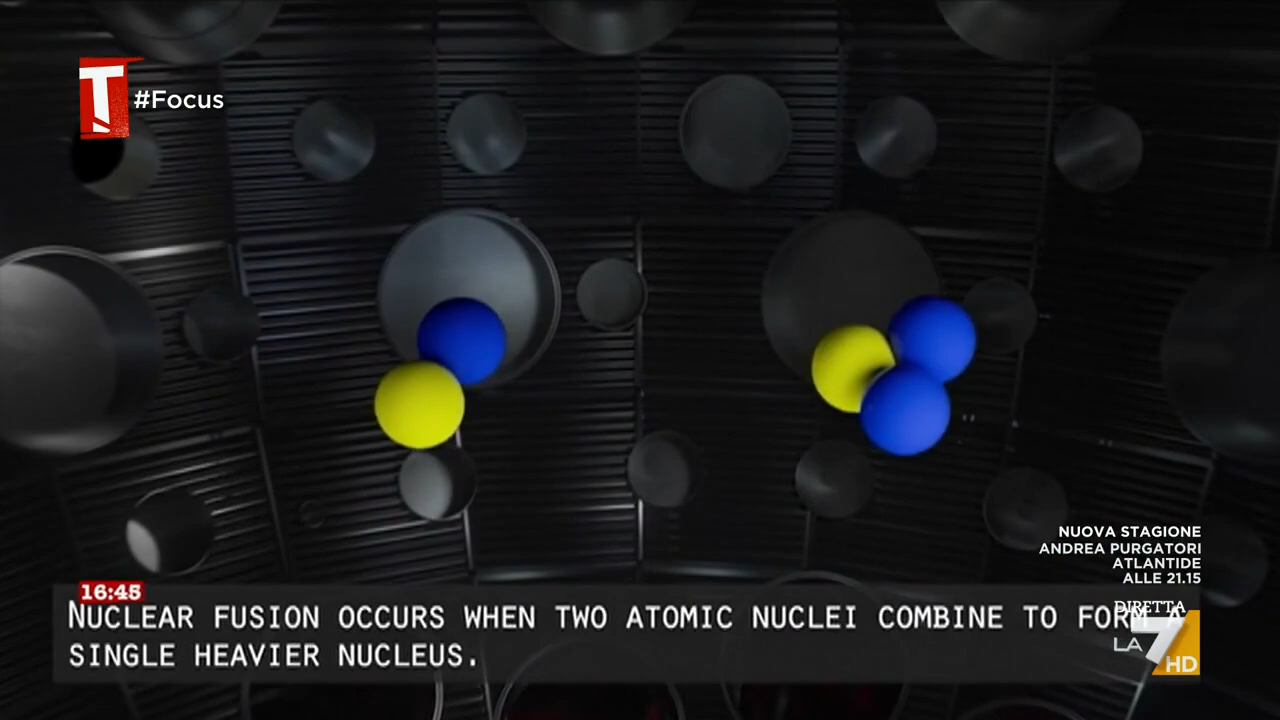 T #Focus
NUOVA STAGIONE
ANDREA PURGATORI
ATLANTIDE
ALLE 21.15
16:45
DIRETTA
NUCLEAR FUSION OCCURS WHEN TWO ATOMIC NUCLEI COMBINE TO FORM A
SINGLE HEAVIER NUCLEUS.
LA 7 HD